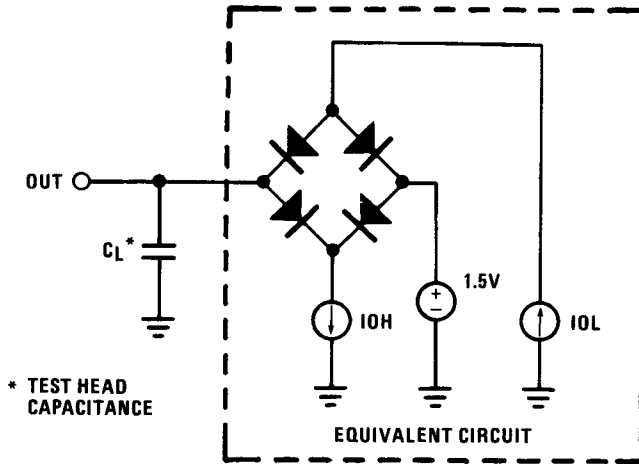 OUT
CL*
+
−
1.5V
IOH
IOL
* TEST HEAD
CAPACITANCE
EQUIVALENT CIRCUIT